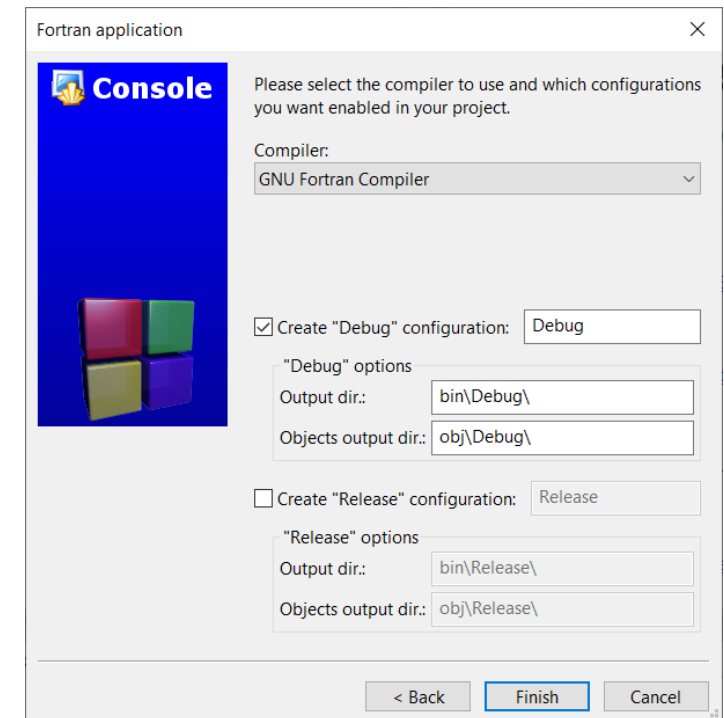 Fortran application
Console
Please select the compiler to use and which configurations
you want enabled in your project.
Compiler:
GNU Fortran Compiler
Create "Debug" configuration: Debug
"Debug" options
Output dir.: bin\Debug\
Objects output dir.: obj\Debug\
Create "Release" configuration: Release
"Release" options
Output dir.: bin\Release\
Objects output dir.: obj\Release\
< Back Finish Cancel